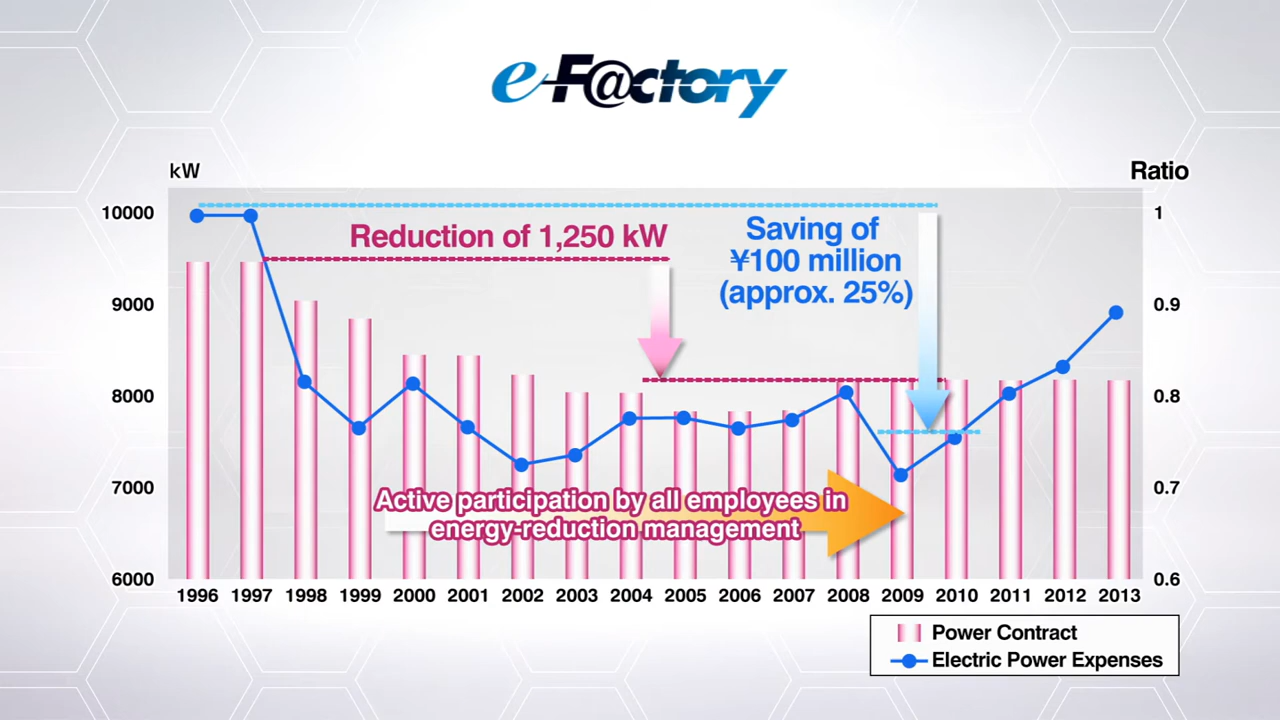 e-F@ctory
kW
Ratio
10000
9000
8000
7000
6000
1
0.9
0.8
0.7
0.6
Reduction of 1,250 kW
Saving of
¥100 million
(approx. 25%)
Active participation by all employees in
energy-reduction management
1996 1997 1998 1999 2000 2001 2002 2003 2004 2005 2006 2007 2008 2009 2010 2011 2012 2013
Power Contract
Electric Power Expenses